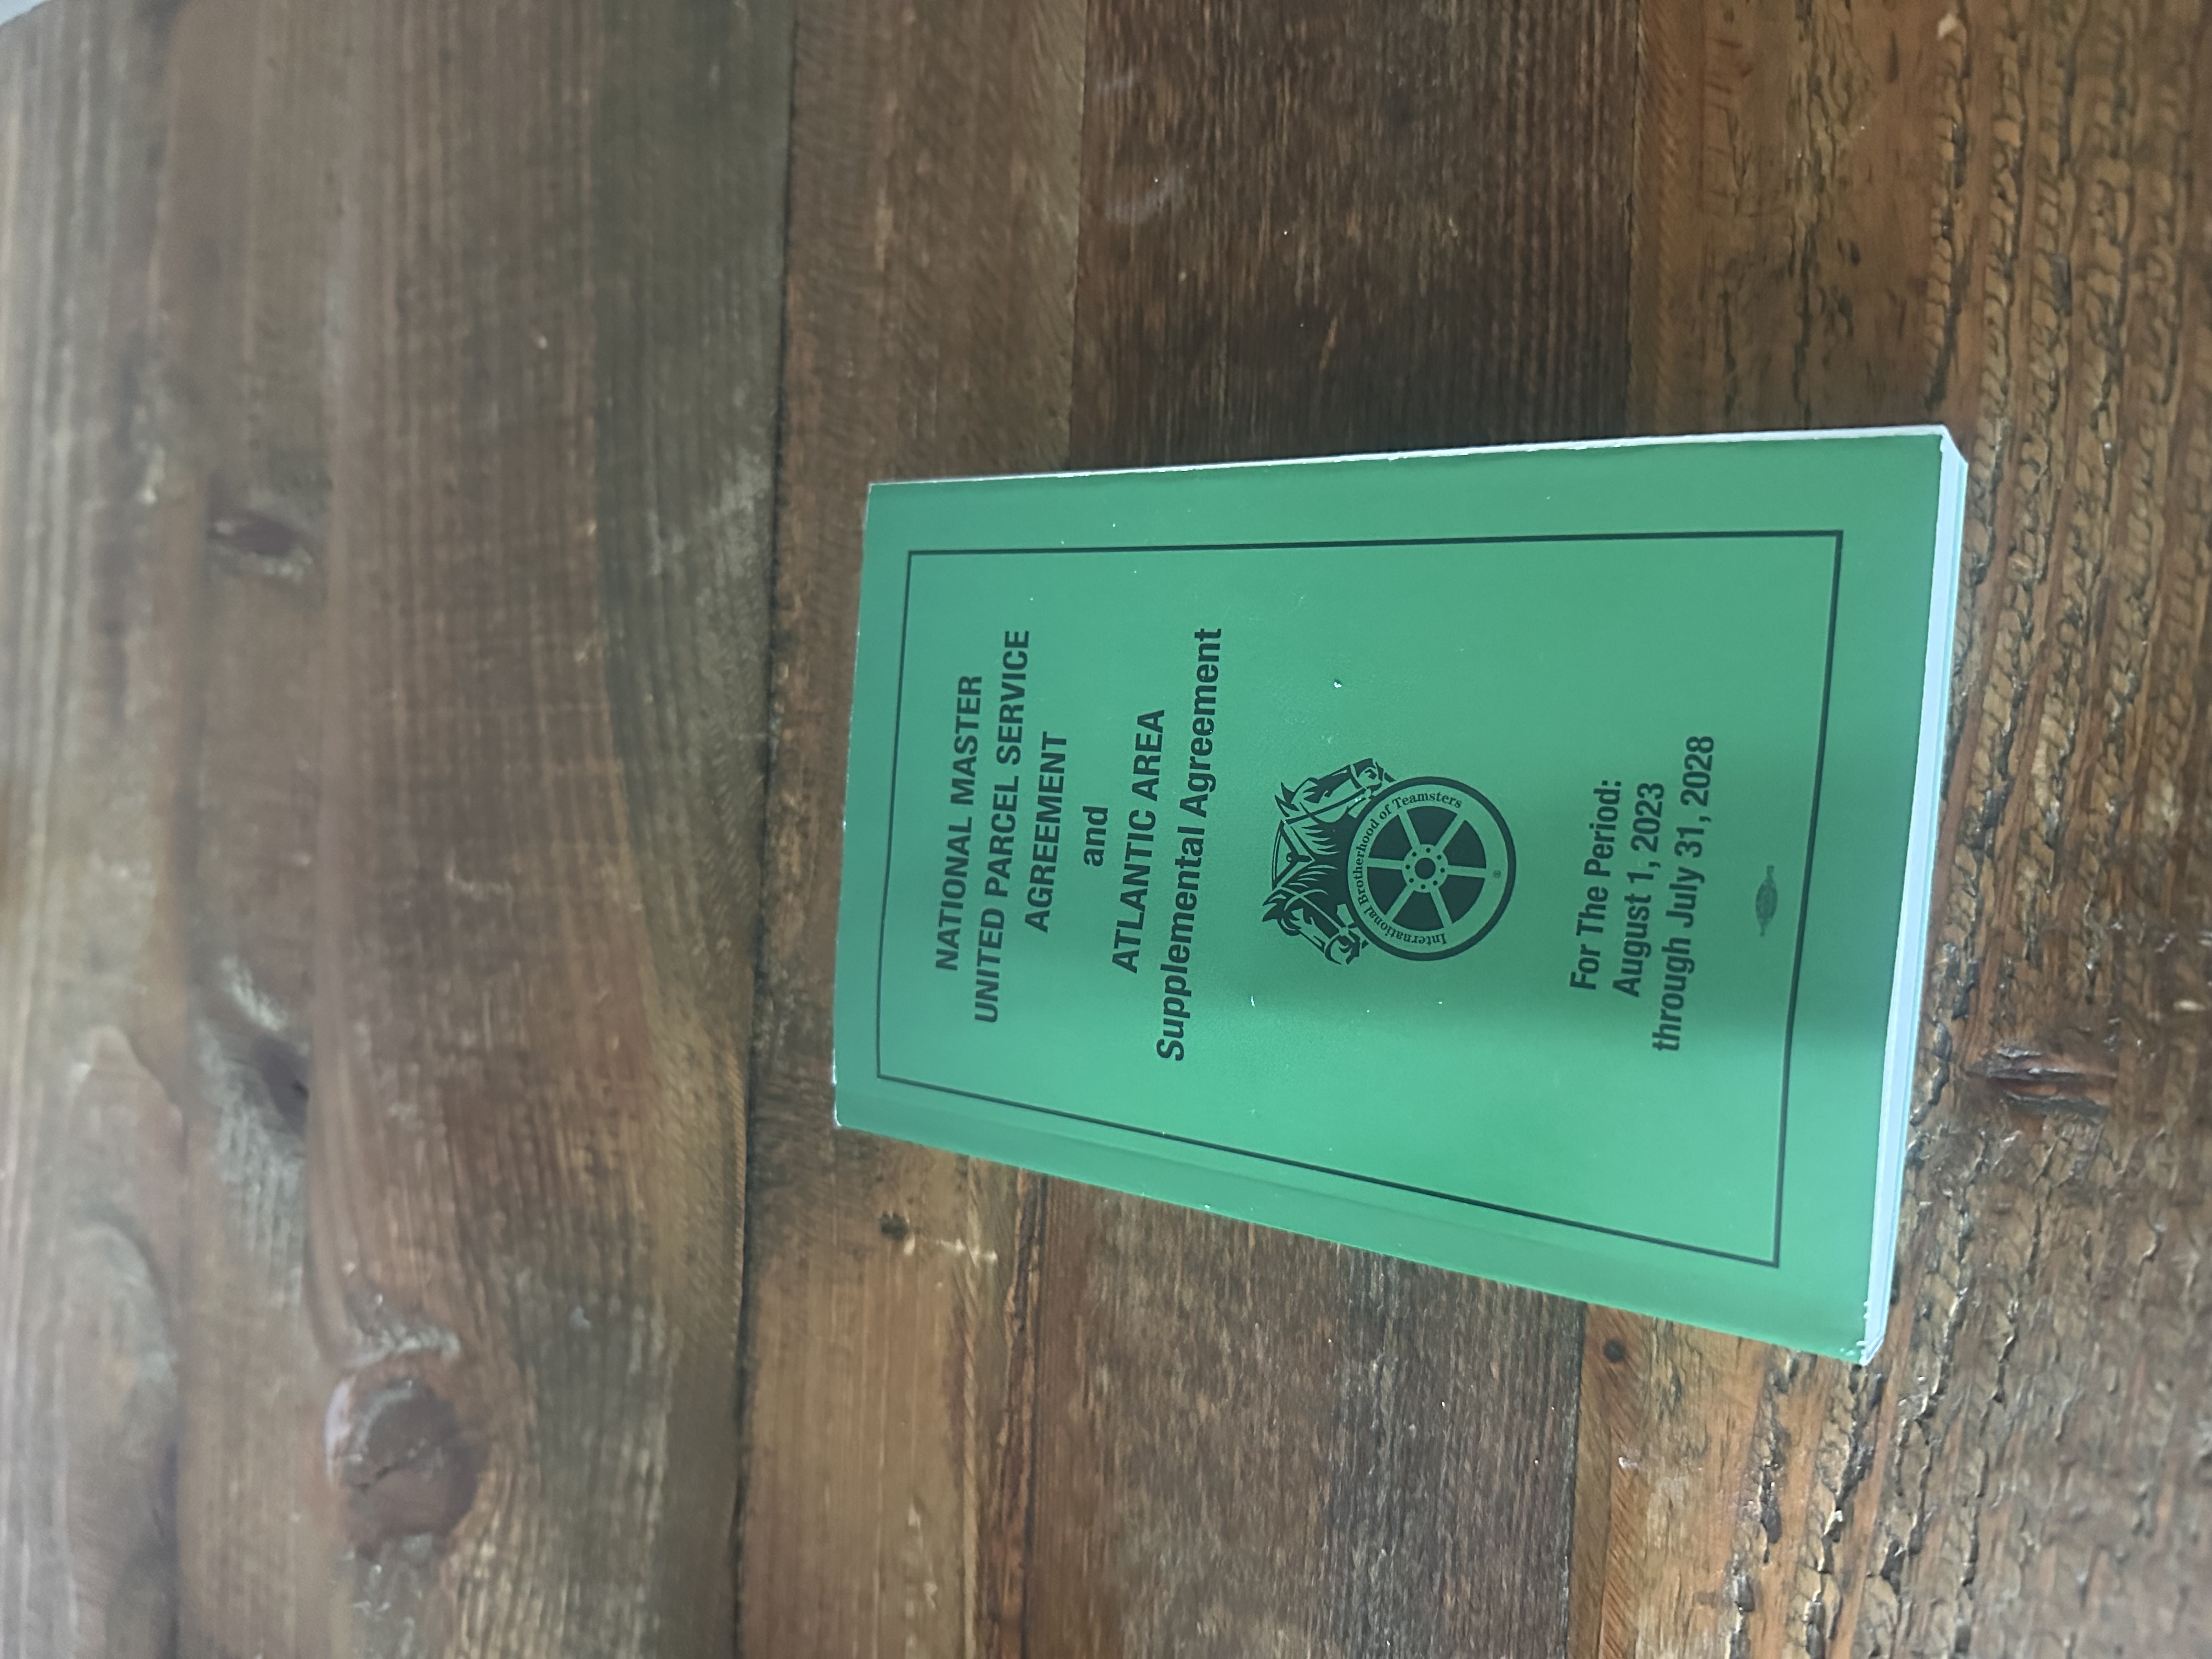 NATIONAL MASTER
UNITED PARCEL SERVICE
AGREEMENT
and
ATLANTIC AREA
Supplemental Agreement
International Brotherhood of Teamsters
®
For The Period:
August 1, 2023
through July 31, 2028